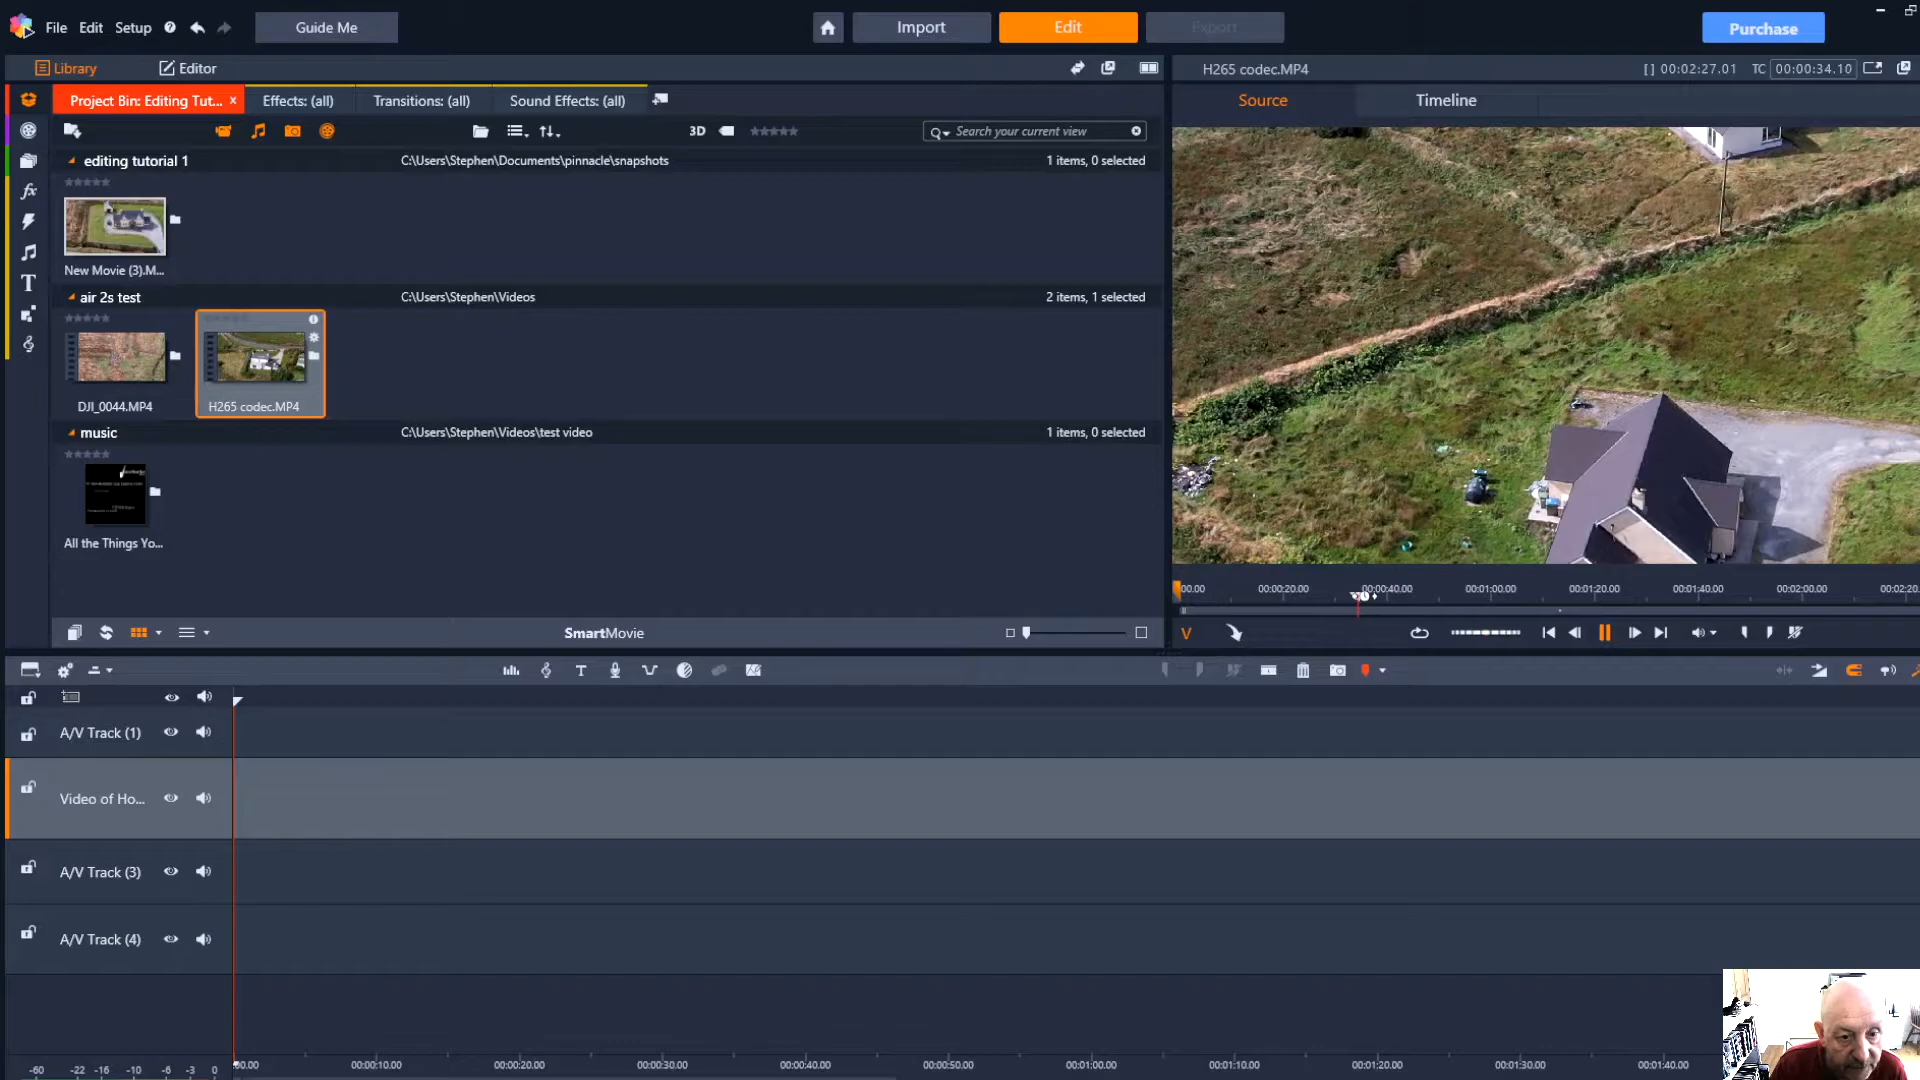 File Edit Setup Guide Me Import Edit Export Purchase
Library Editor H265 codec.MP4 [ ] 00:02:27.01 TC 00:00:34.10
Project Bin: Editing Tut... x Effects: (all) Transitions: (all) Sound Effects: (all) Source Timeline
3D Search your current view
editing tutorial 1 C:\Users\Stephen\Documents\pinnacle\snapshots 1 items, 0 selected
New Movie (3).M...
air 2s test C:\Users\Stephen\Videos 2 items, 1 selected
DJI_0044.MP4 H265 codec.MP4
music C:\Users\Stephen\Videos\test video 1 items, 0 selected
All the Things Yo...
00.00 00:00:20.00 00:00:40.00 00:01:00.00 00:01:20.00 00:01:40.00 00:02:00.00 00:02:20.
SmartMovie V
A/V Track (1)
Video of Ho...
A/V Track (3)
A/V Track (4)
-60 -22 -16 -10 -6 -3 0 00.00 00:00:10.00 00:00:20.00 00:00:30.00 00:00:40.00 00:00:50.00 00:01:00.00 00:01:10.00 00:01:20.00 00:01:30.00 00:01:40.00